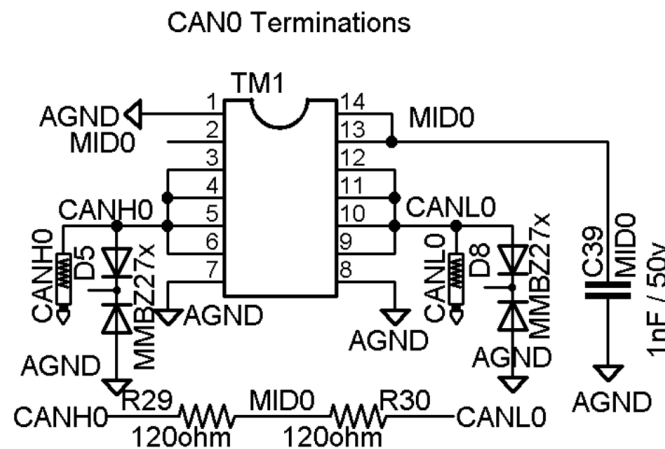 CAN0 Terminations
TM1
1
14
AGND
MID0
MID0
2
13
3
12
4
11
CANH0
5
10
CANL0
6
9
7
8
CANH0
D5
MMBZ27x
AGND
AGND
CANL0
D8
MMBZ27x
C39
MID0
1nF / 50v
AGND
AGND
AGND
CANH0
R29
MID0
R30
CANL0
120ohm
120ohm